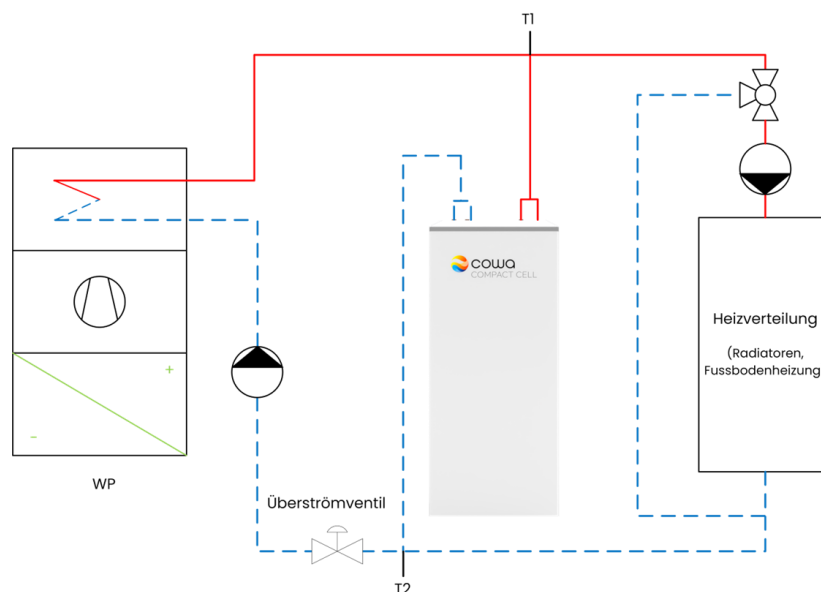 T1
cowa
COMPACT CELL
Heizverteilung
(Radiatoren,
Fussbodenheizung
+
-
WP
Überströmventil
T2